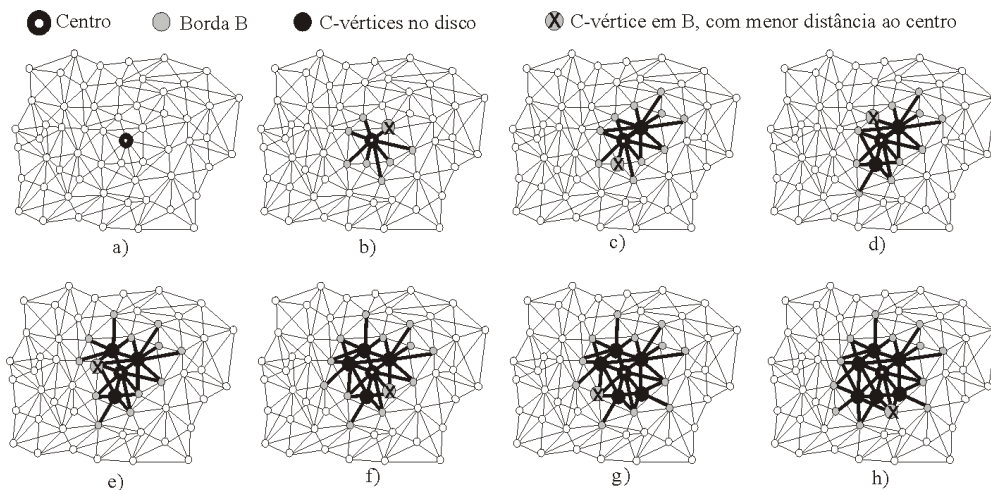 Centro
Borda B
C-vértices no disco
X C-vértice em B, com menor distância ao centro
X
X
X
a)
b)
c)
d)
X
X
X
X
e)
f)
g)
h)